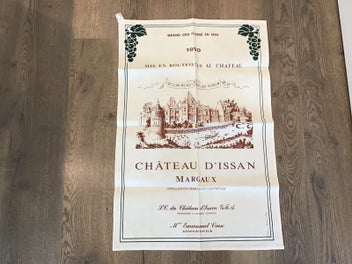 GRAND CRU CLASSÉ EN 1855
MIS EN BOUTEILLES AU CHATEAU
CHÂTEAU D'ISSAN
MARGAUX
APPELLATION MARGAUX CONTRÔLÉE
S.C. du Château d'Issan
Mme Emmanuel Cruse